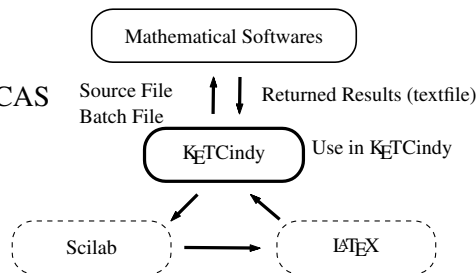 Mathematical Softwares
CAS
Source File
Batch File
Returned Results (textfile)
KETCindy
Use in KETCindy
Scilab
LATEX